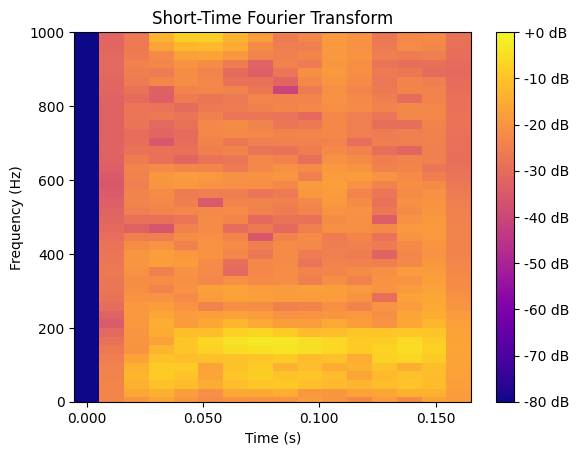 Short-Time Fourier Transform
1000
800
600
400
200
0
Frequency (Hz)
0.000
0.050
0.100
0.150
Time (s)
+0 dB
-10 dB
-20 dB
-30 dB
-40 dB
-50 dB
-60 dB
-70 dB
-80 dB